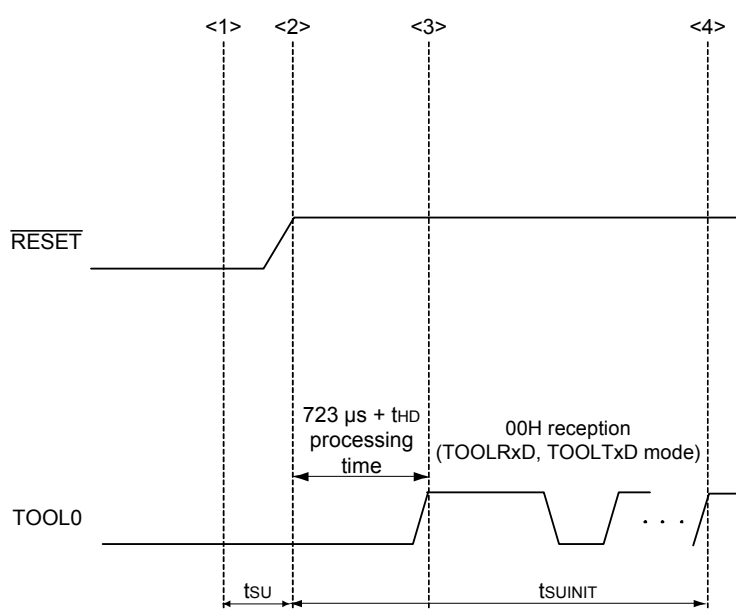 <1> <2> <3> <4>
RESET
723 µs + tHD
processing
time
00H reception
(TOOLRxD, TOOLTxD mode)
TOOL0
. . .
tSU tSUINIT